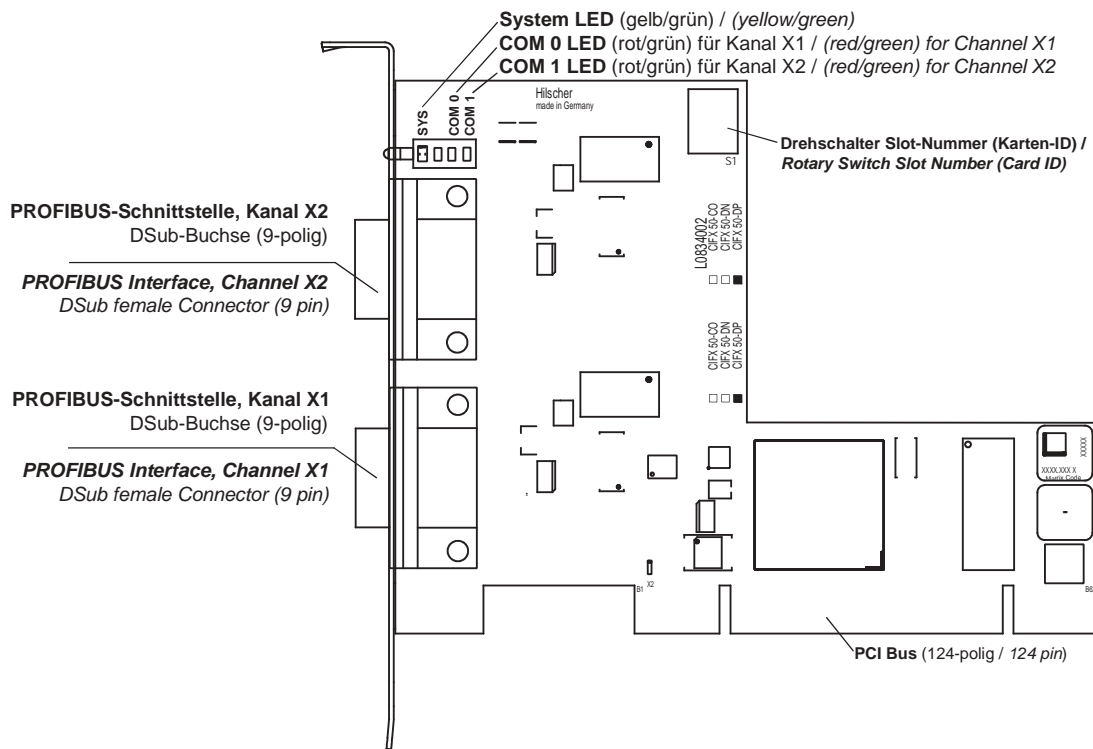 System LED (gelb/grün) / (yellow/green)
COM 0 LED (rot/grün) für Kanal X1 / (red/green) for Channel X1
COM 1 LED (rot/grün) für Kanal X2 / (red/green) for Channel X2
SYS
COM 0
COM 1
Hilscher
made in Germany
S1
Drehschalter Slot-Nummer (Karten-ID) /
Rotary Switch Slot Number (Card ID)
PROFIBUS-Schnittstelle, Kanal X2
DSub-Buchse (9-polig)
PROFIBUS Interface, Channel X2
DSub female Connector (9 pin)
L0834002
CIFX 50-CO
CIFX 50-DN
CIFX 50-DP
CIFX 50-CO
CIFX 50-DN
CIFX 50-DP
PROFIBUS-Schnittstelle, Kanal X1
DSub-Buchse (9-polig)
PROFIBUS Interface, Channel X1
DSub female Connector (9 pin)
XXXXX
XXXX.XXX X
Matrix Code
-
B1
X2
B6
PCI Bus (124-polig / 124 pin)